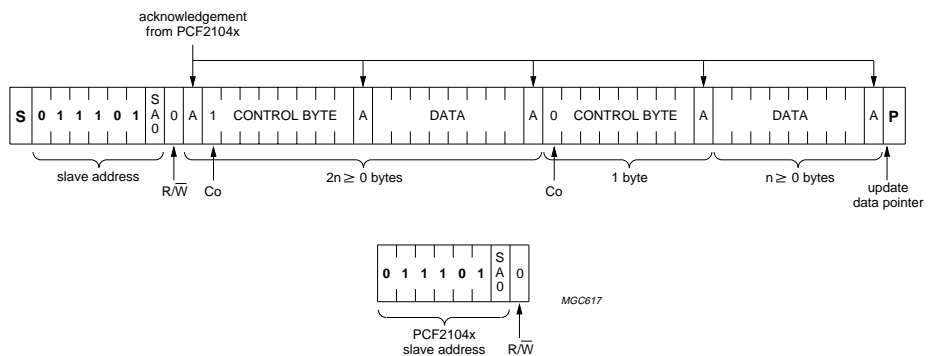 acknowledgement
from PCF2104x
S 0 1 1 1 0 1 S A 0 0 A 1 CONTROL BYTE A DATA A 0 CONTROL BYTE A DATA A P
slave address
R/W̅
Co
2n ≥ 0 bytes
Co
1 byte
n ≥ 0 bytes
update
data pointer
0 1 1 1 0 1 S A 0 0
MGC617
PCF2104x
slave address
R/W̅